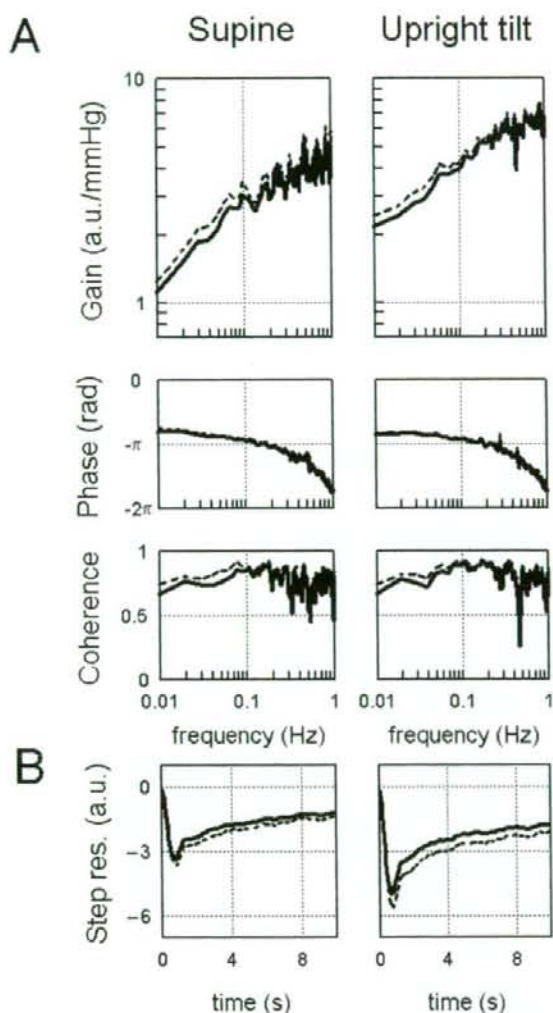 A
Supine
Upright tilt
Gain (a.u./mmHg)
10
1
Phase (rad)
0
-π
-2π
Coherence
1
0.5
0
0.01 0.1 1
0.01 0.1 1
frequency (Hz)
frequency (Hz)
B
Step res. (a.u.)
0
-3
-6
0 4 8
0 4 8
time (s)
time (s)